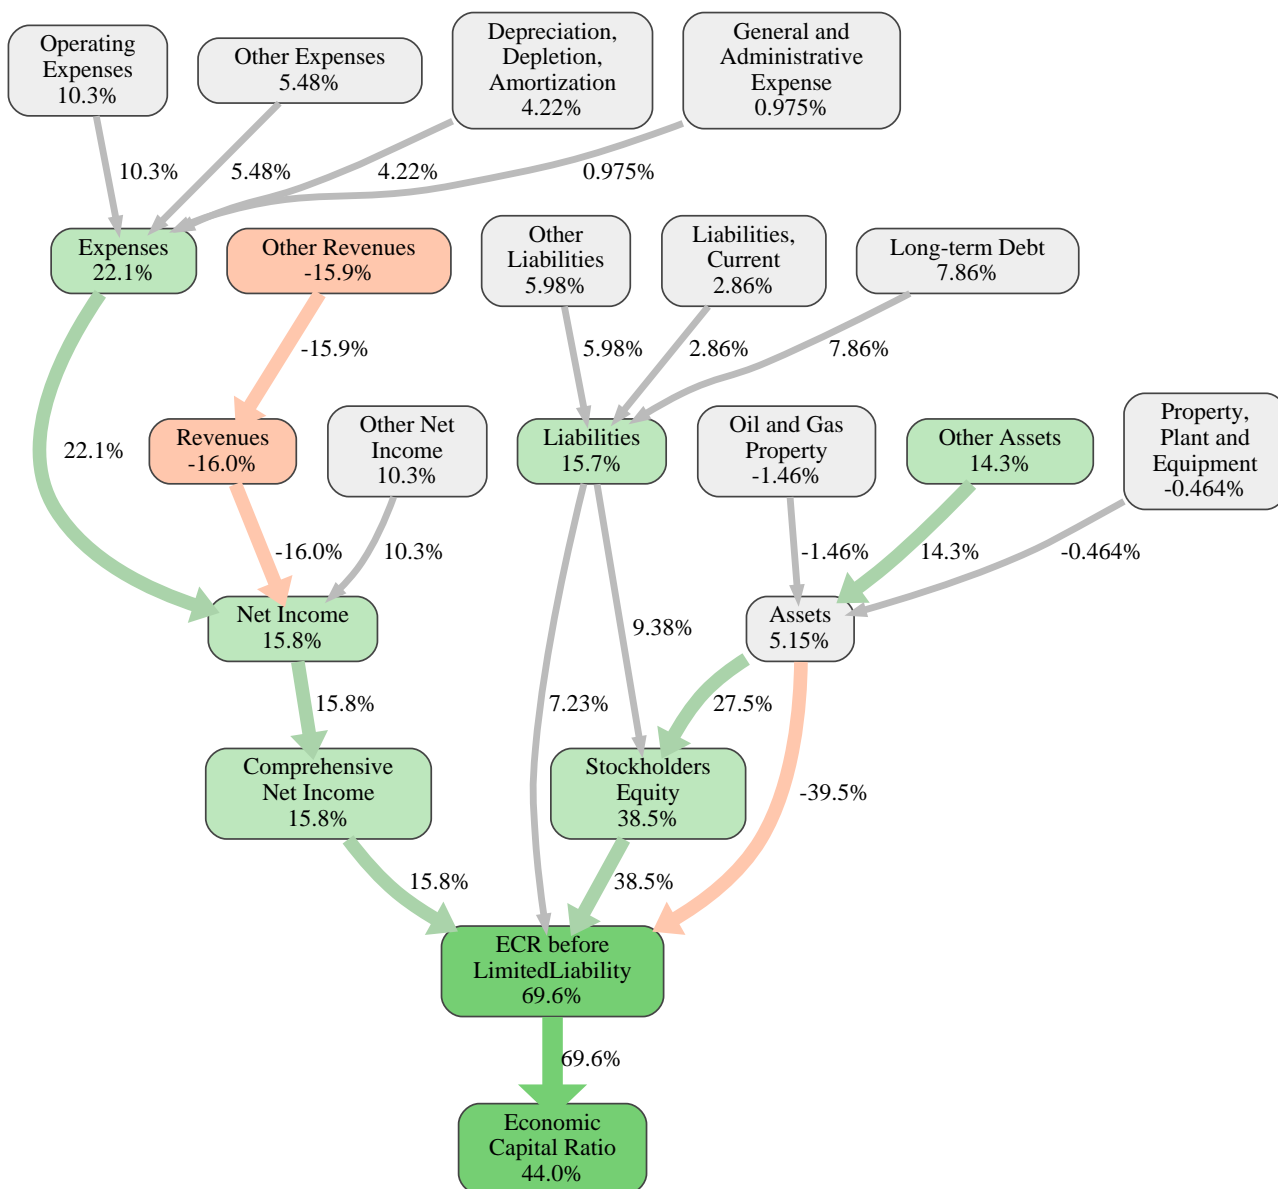 Operating
Expenses
10.3%
Other Expenses
5.48%
Depreciation,
Depletion,
Amortization
4.22%
General and
Administrative
Expense
0.975%
10.3%
5.48%
4.22%
0.975%
Expenses
22.1%
Other Revenues
-15.9%
Other
Liabilities
5.98%
Liabilities,
Current
2.86%
Long-term Debt
7.86%
-15.9%
5.98%
2.86%
7.86%
22.1%
Revenues
-16.0%
Other Net
Income
10.3%
Liabilities
15.7%
Oil and Gas
Property
-1.46%
Other Assets
14.3%
Property,
Plant and
Equipment
-0.464%
-16.0%
10.3%
-1.46%
14.3%
-0.464%
Net Income
15.8%
9.38%
Assets
5.15%
15.8%
7.23%
27.5%
Comprehensive
Net Income
15.8%
Stockholders
Equity
38.5%
-39.5%
15.8%
38.5%
ECR before
LimitedLiability
69.6%
69.6%
Economic
Capital Ratio
44.0%